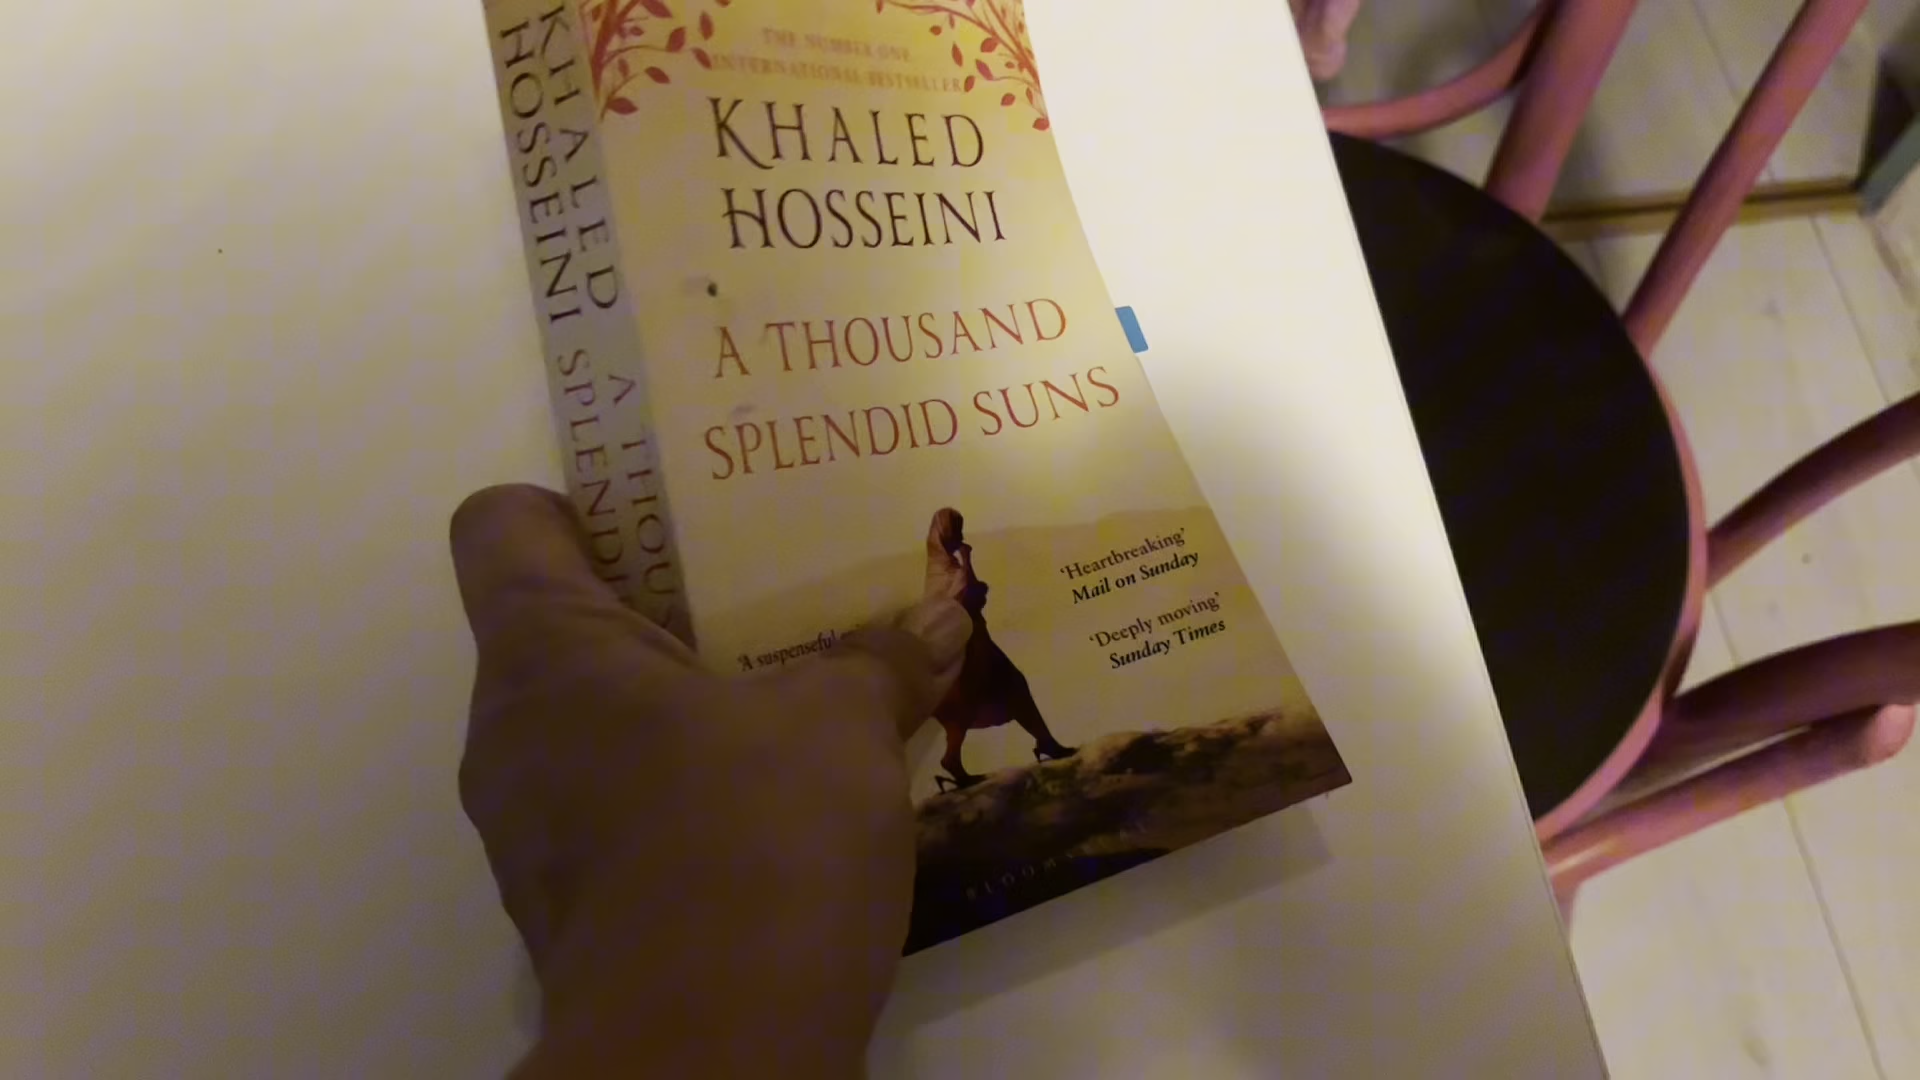 KHALED
HOSSEINI
A THOUS
SPLENDI
THE NUMBER ONE
INTERNATIONAL BESTSELLER
KHALED
HOSSEINI
A THOUSAND
SPLENDID SUNS
'Heartbreaking'
Mail on Sunday
'Deeply moving'
Sunday Times
'A suspenseful
BLOOM